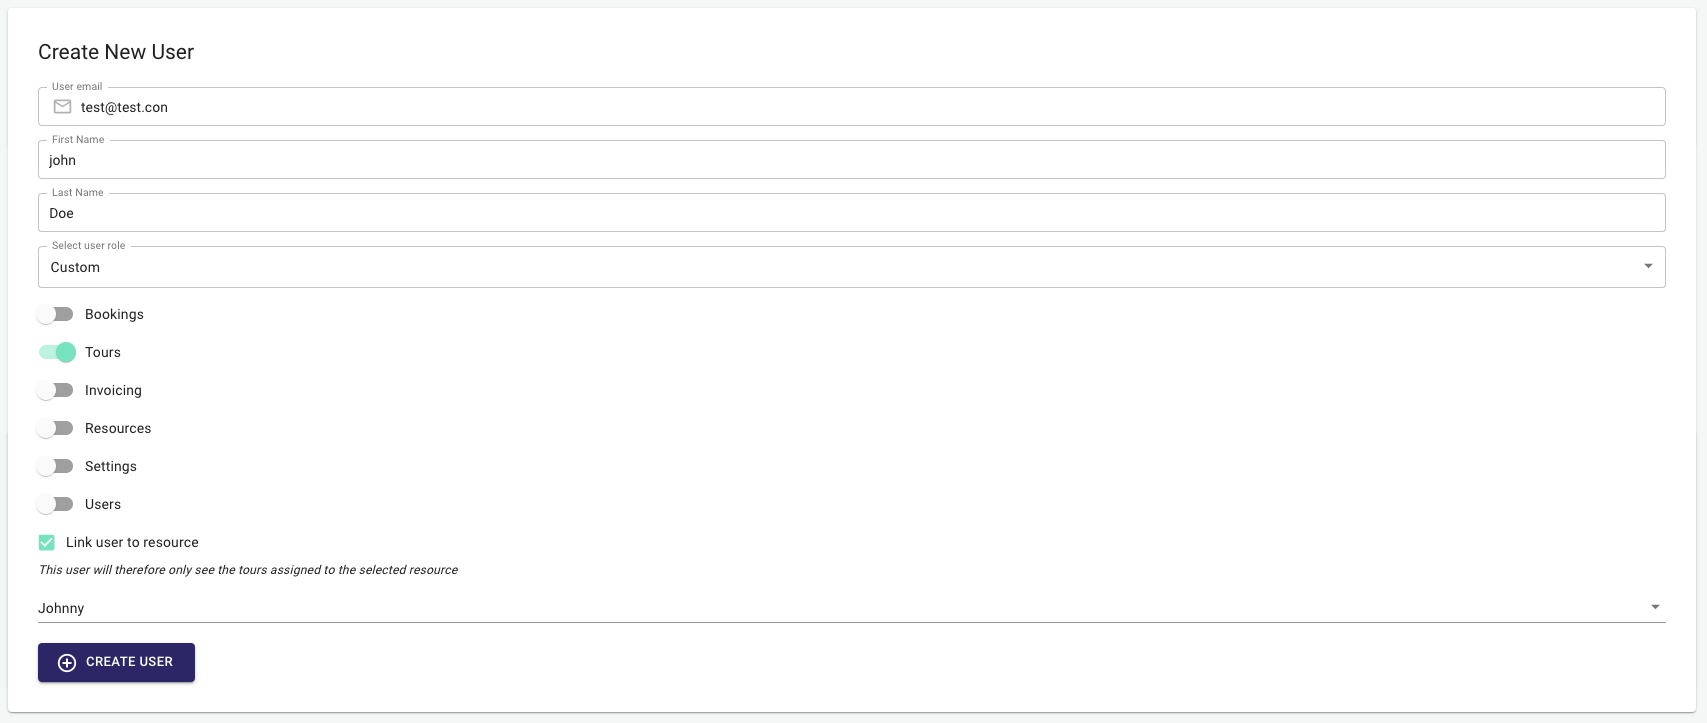 Create New User
User email
test@test.con
First Name
john
Last Name
Doe
Select user role
Custom
Bookings
Tours
Invoicing
Resources
Settings
Users
Link user to resource
This user will therefore only see the tours assigned to the selected resource
Johnny
CREATE USER